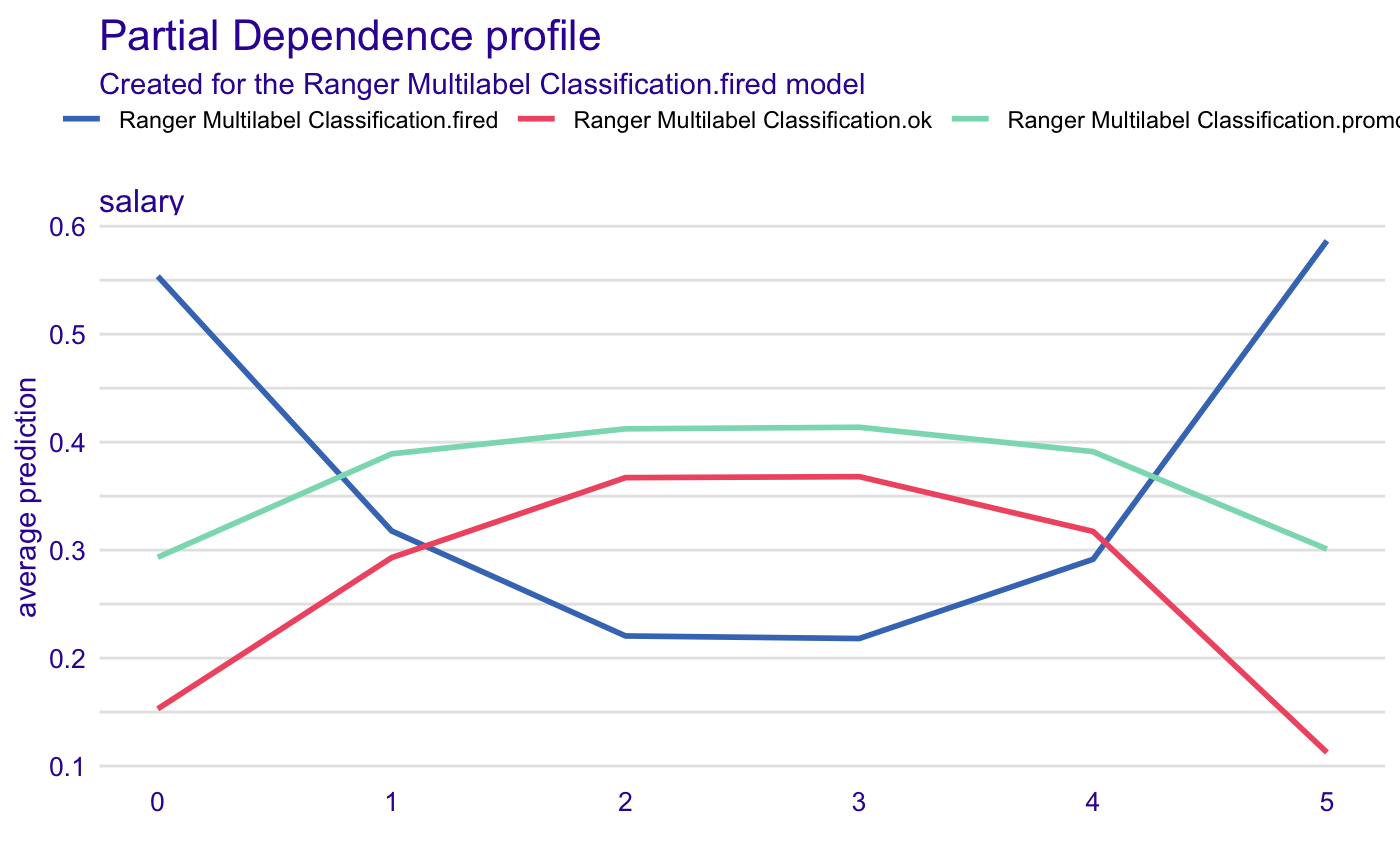 Partial Dependence profile
Created for the Ranger Multilabel Classification.fired model
Ranger Multilabel Classification.fired Ranger Multilabel Classification.ok Ranger Multilabel
salary
0.6
0.5
0.4
0.3
0.2
0.1
average prediction
0 1 2 3 4 5